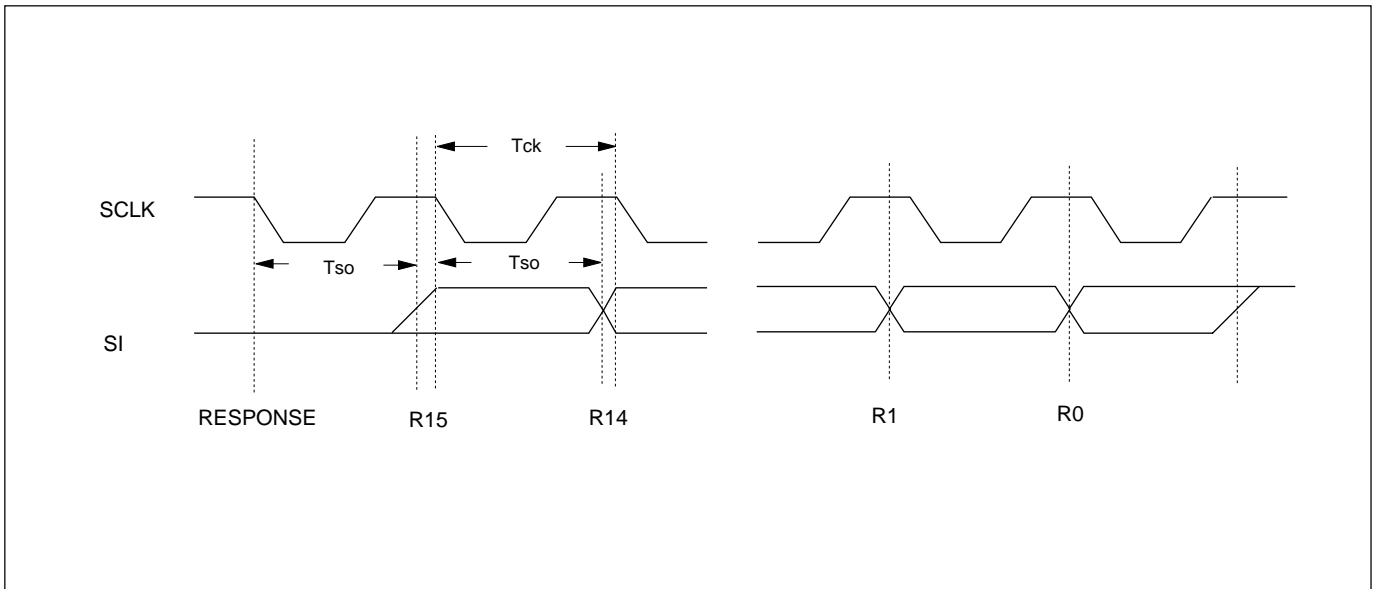 Tck
SCLK
Tso
Tso
SI
RESPONSE
R15
R14
R1
R0